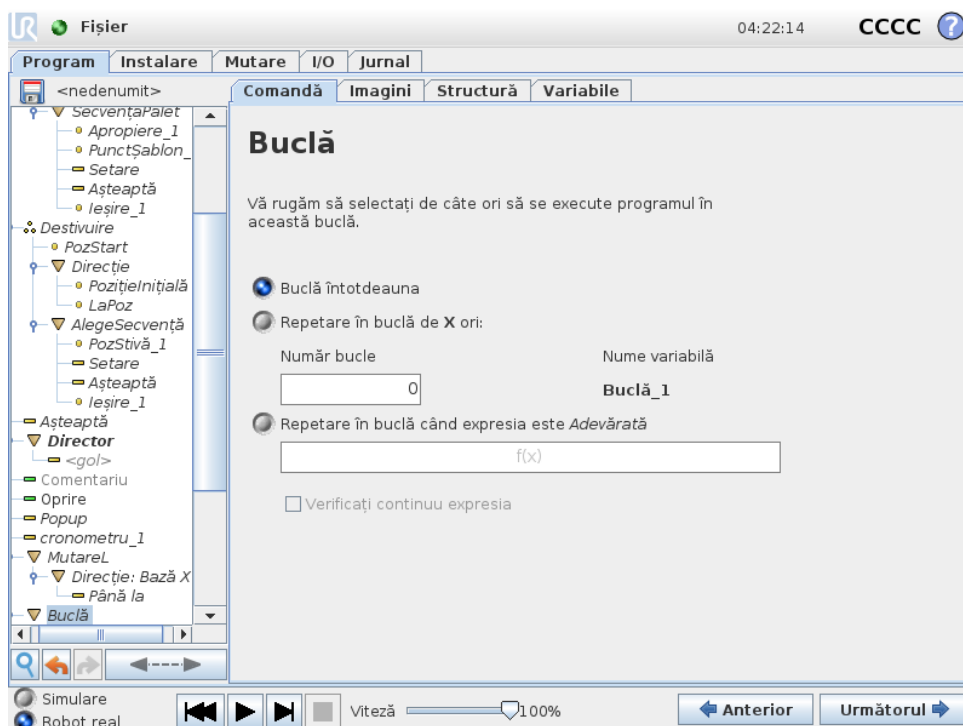 Fișier
04:22:14
CCCC
?
Program
Instalare
Mutare
I/O
Jurnal
<nedenumit>
Comandă
Imagini
Structură
Variabile
SecvențaPalet
Apropiere_1
PunctȘablon_
Setare
Așteaptă
Ieșire_1
Destivuire
PozStart
Direcție
PozițieInițială
LaPoz
AlegeSecvență
PozStivă_1
Setare
Așteaptă
Ieșire_1
Așteaptă
Director
<gol>
Comentariu
Oprire
Popup
cronometru_1
MutareL
Direcție: Bază X
Până la
Buclă
Buclă
Vă rugăm să selectați de câte ori să se execute programul în
această buclă.
Buclă întotdeauna
Repetare în buclă de X ori:
Număr bucle
Nume variabilă
0
Buclă_1
Repetare în buclă când expresia este Adevărată
f(x)
Verificați continuu expresia
Simulare
Robot real
Viteză
100%
Anterior
Următorul